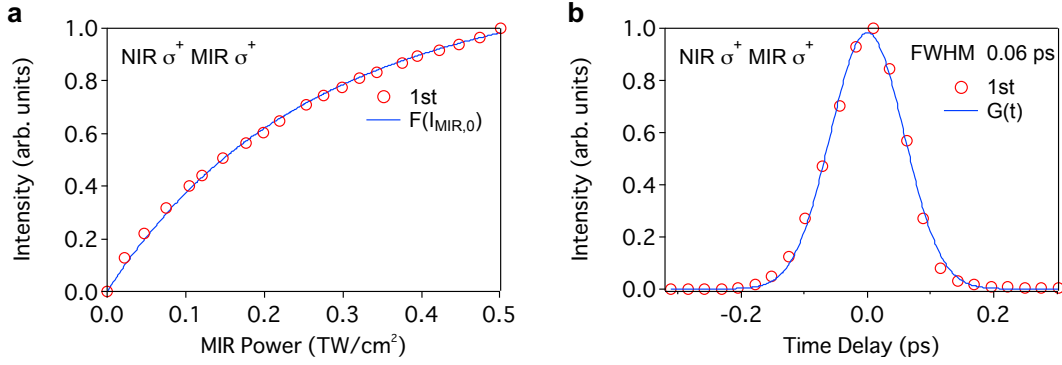 a
NIR σ+ MIR σ+
1st
F(I_MIR,0)
1.0
0.8
0.6
0.4
0.2
0.0
Intensity (arb. units)
0.0 0.1 0.2 0.3 0.4 0.5
MIR Power (TW/cm²)
b
NIR σ+ MIR σ+
FWHM 0.06 ps
1st
G(t)
1.0
0.8
0.6
0.4
0.2
0.0
Intensity (arb. units)
-0.2 0.0 0.2
Time Delay (ps)